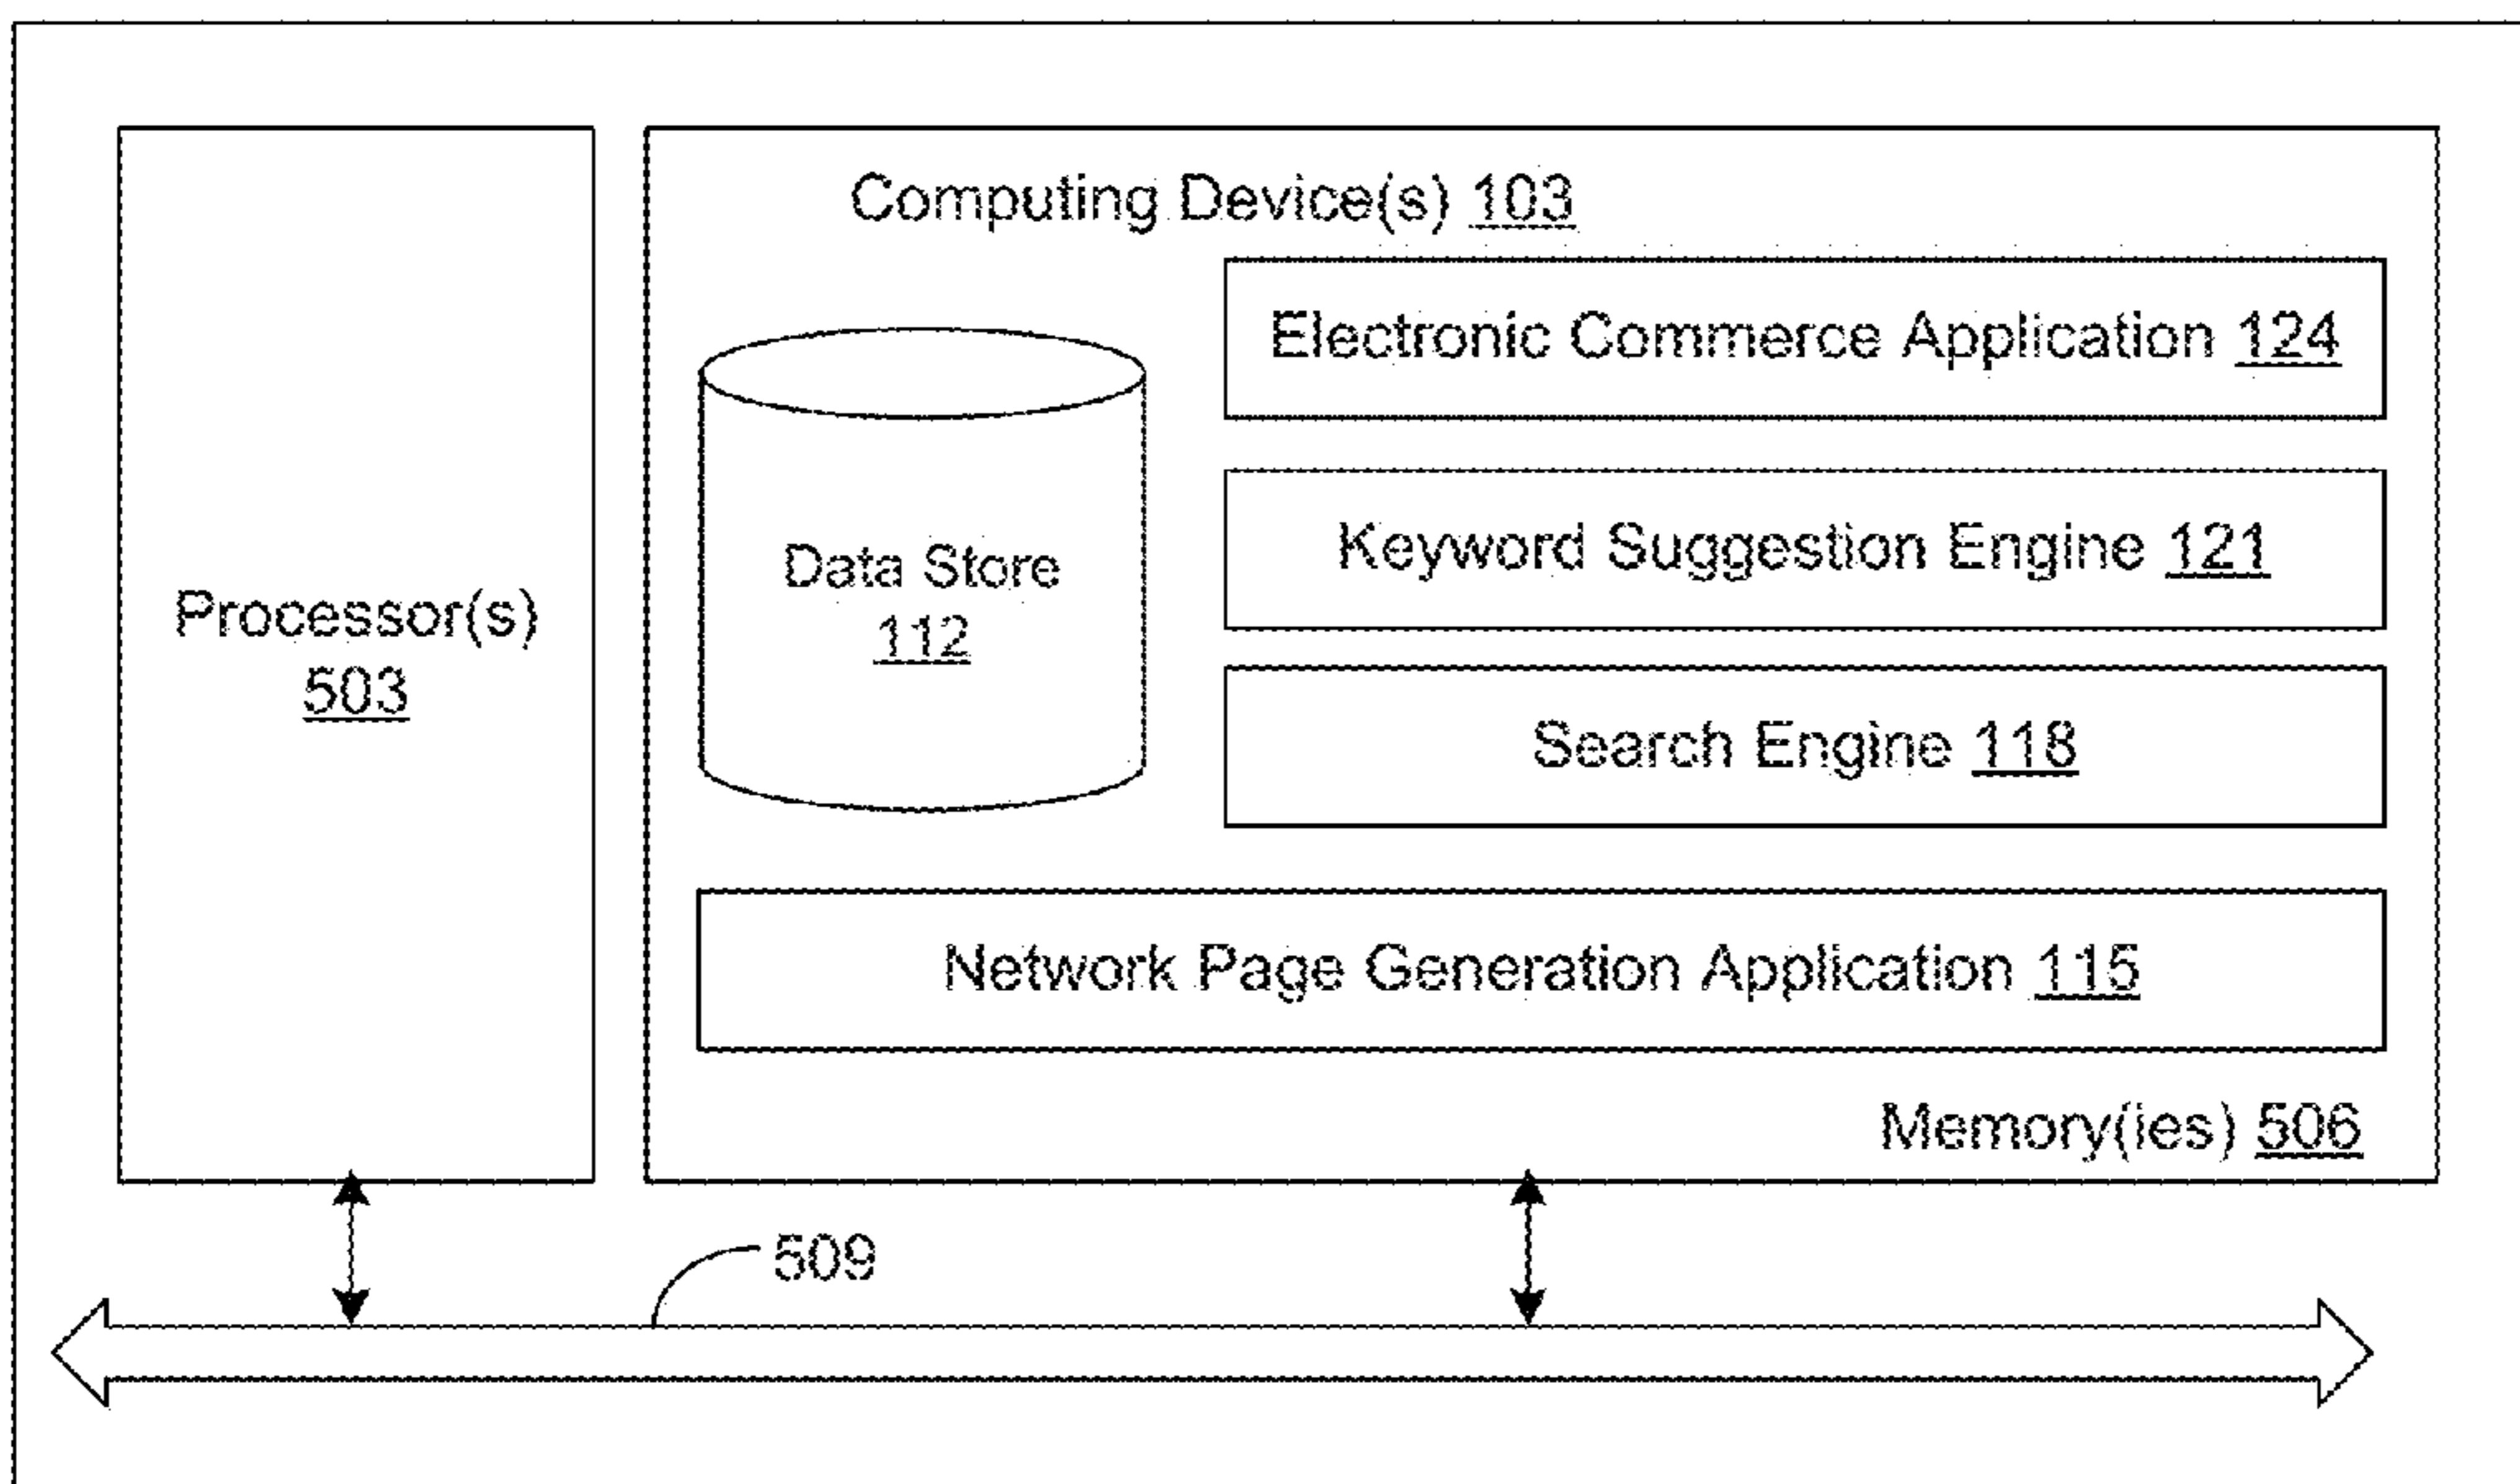 Computing Device(s) 103
Electronic Commerce Application 124
Keyword Suggestion Engine 121
Data Store
112
Processor(s)
503
Search Engine 118
Network Page Generation Application 115
Memory(ies) 506
509